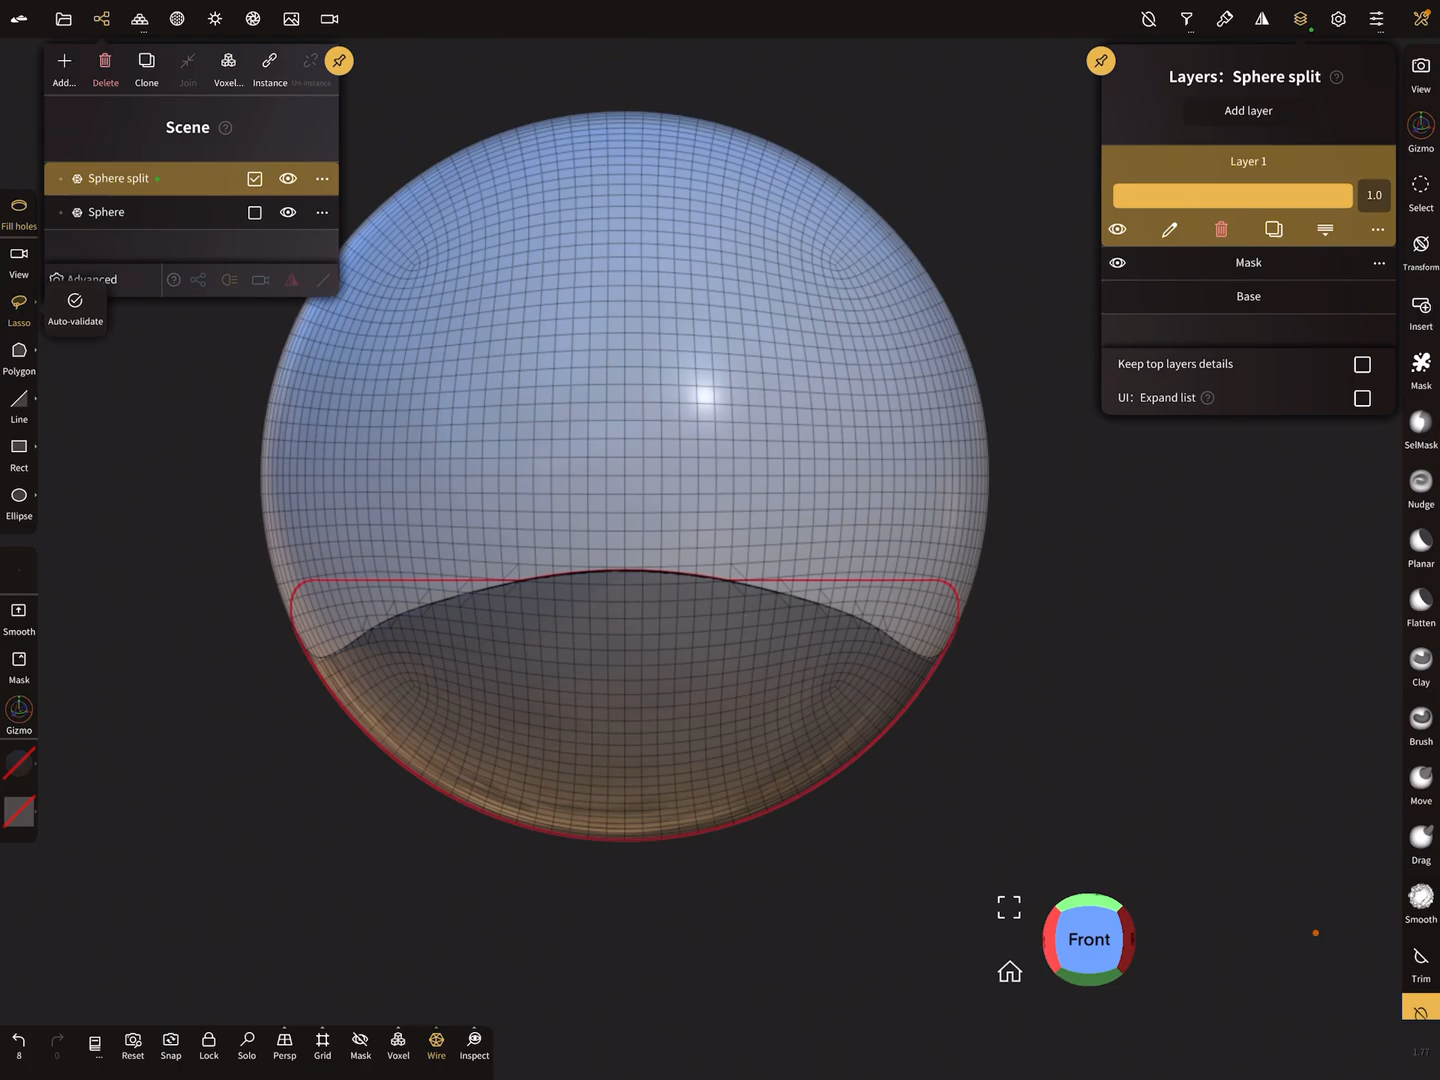 Add...
Delete
Clone
Join
Voxel...
Instance
Un-instance
Scene
Sphere split
Sphere
Advanced
Auto-validate
Fill holes
View
Lasso
Polygon
Line
Rect
Ellipse
Smooth
Mask
Gizmo
Layers: Sphere split
Add layer
Layer 1
1.0
Mask
Base
Keep top layers details
UI: Expand list
View
Gizmo
Select
Transform
Insert
Mask
SelMask
Nudge
Planar
Flatten
Clay
Brush
Move
Drag
Smooth
Trim
Front
8
0
...
Reset
Snap
Lock
Solo
Persp
Grid
Mask
Voxel
Wire
Inspect
1.77